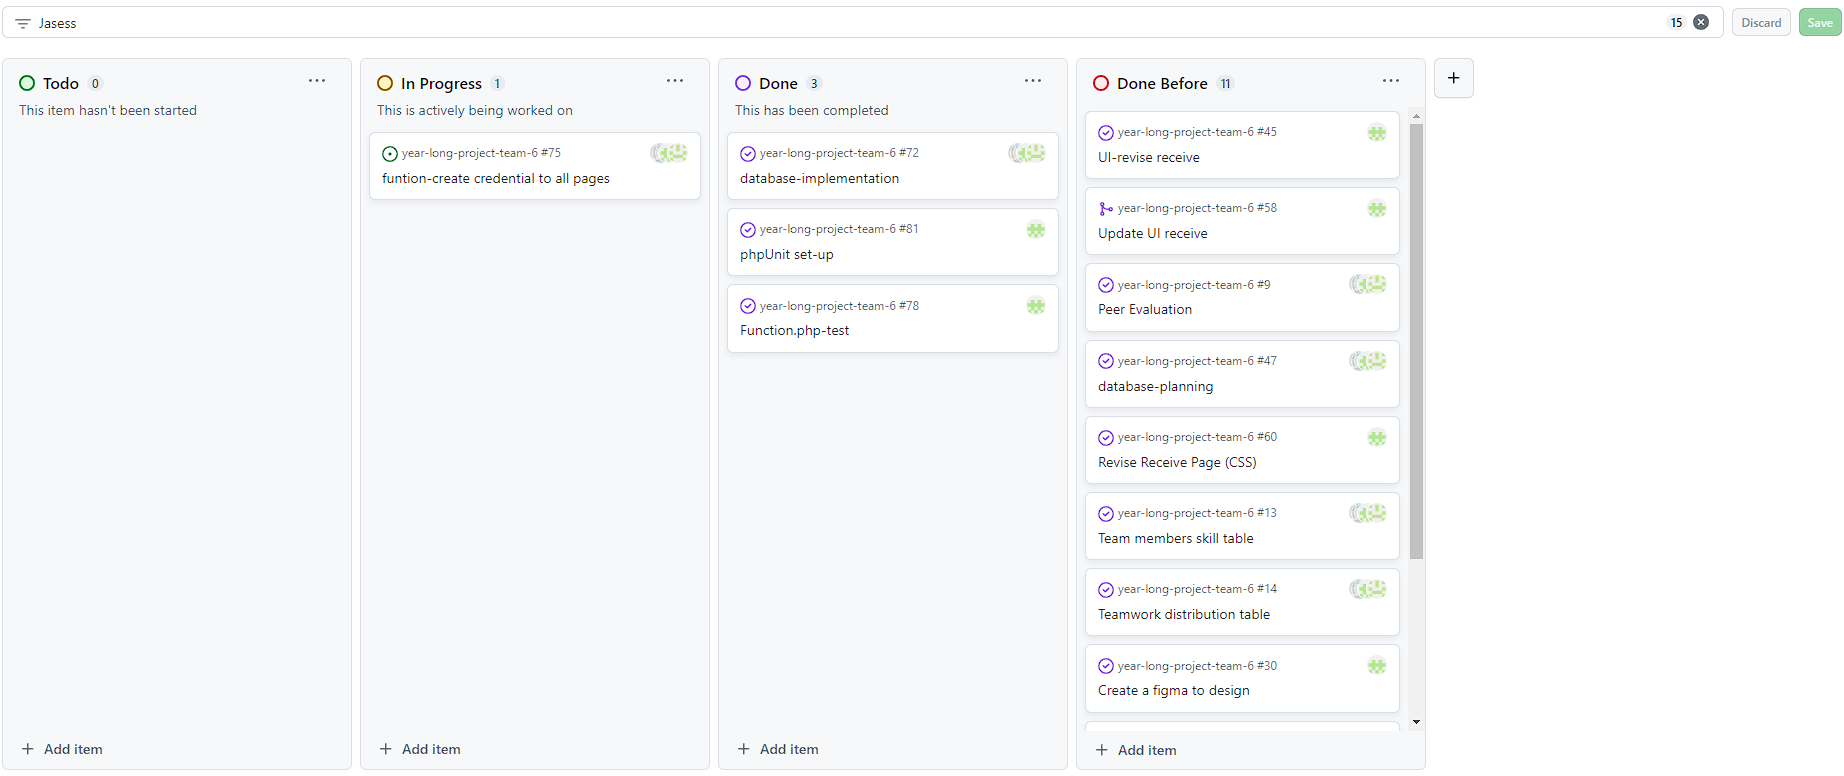 Jasess
15
Discard
Save
Todo 0
This item hasn't been started
Add item
In Progress 1
This is actively being worked on
year-long-project-team-6 #75
funtion-create credential to all pages
Add item
Done 3
This has been completed
year-long-project-team-6 #72
database-implementation
year-long-project-team-6 #81
phpUnit set-up
year-long-project-team-6 #78
Function.php-test
Add item
Done Before 11
year-long-project-team-6 #45
UI-revise receive
year-long-project-team-6 #58
Update UI receive
year-long-project-team-6 #9
Peer Evaluation
year-long-project-team-6 #47
database-planning
year-long-project-team-6 #60
Revise Receive Page (CSS)
year-long-project-team-6 #13
Team members skill table
year-long-project-team-6 #14
Teamwork distribution table
year-long-project-team-6 #30
Create a figma to design
Add item